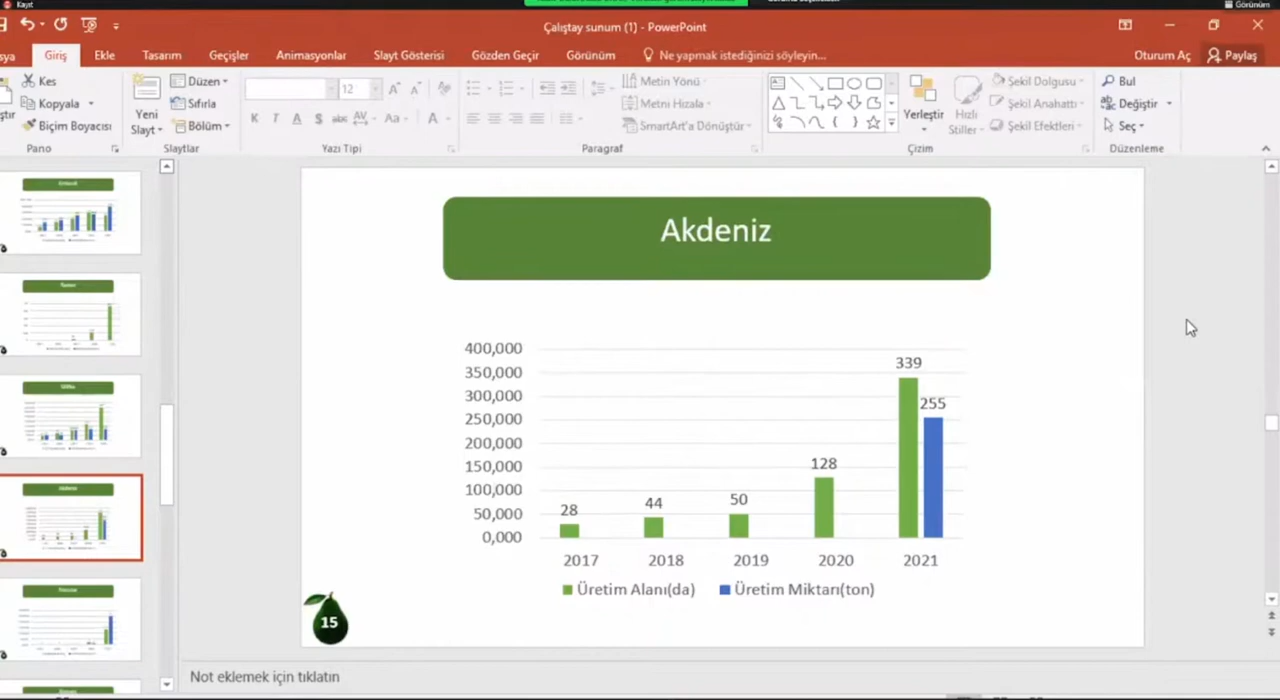 Kayıt
Görünüm
Çalıştay sunum (1) - PowerPoint
Giriş
Ekle
Tasarım
Geçişler
Animasyonlar
Slayt Gösterisi
Gözden Geçir
Görünüm
Ne yapmak istediğinizi söyleyin...
Oturum Aç
Paylaş
Kes
Kopyala
Biçim Boyacısı
Pano
Yeni
Slayt
Düzen
Sıfırla
Bölüm
Slaytlar
12
K T A S abc AV Aa A
Yazı Tipi
Metin Yönü
Metni Hizala
SmartArt'a Dönüştür
Paragraf
Yerleştir
Hızlı
Stiller
Şekil Dolgusu
Şekil Anahattı
Şekil Efektleri
Çizim
Bul
Değiştir
Seç
Düzenleme
Akdeniz
400,000
350,000
300,000
250,000
200,000
150,000
100,000
50,000
0,000
28
44
50
128
339
255
2017
2018
2019
2020
2021
Üretim Alanı(da)
Üretim Miktarı(ton)
15
Not eklemek için tıklatın